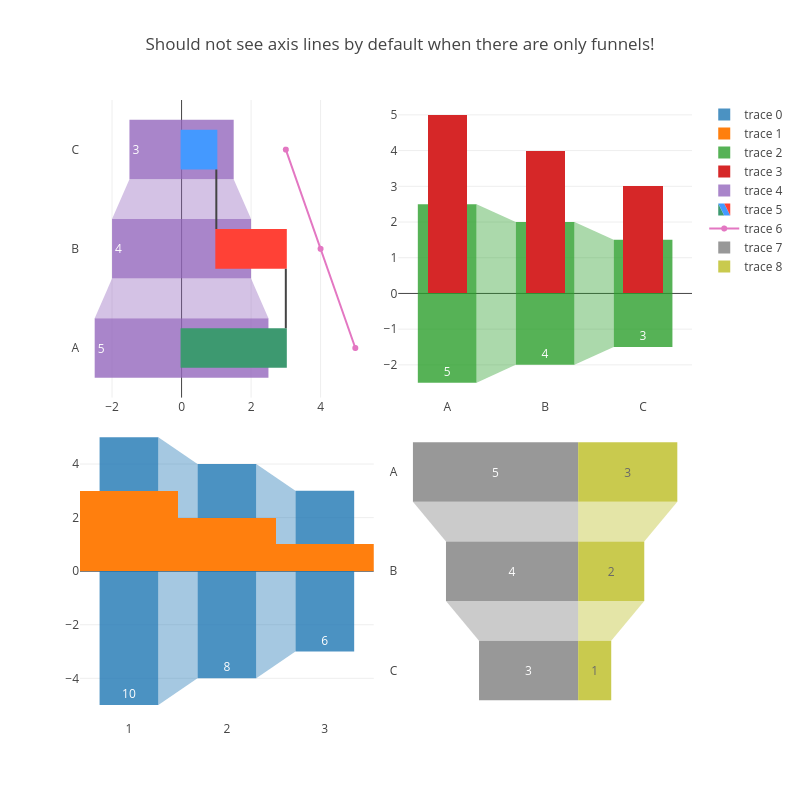 Should not see axis lines by default when there are only funnels!
C
B
A
3
4
5
−2
0
2
4
5
4
3
2
1
0
−1
−2
5
4
3
A
B
C
trace 0
trace 1
trace 2
trace 3
trace 4
trace 5
trace 6
trace 7
trace 8
4
2
0
−2
−4
10
8
6
1
2
3
A
B
C
5
3
4
2
3
1